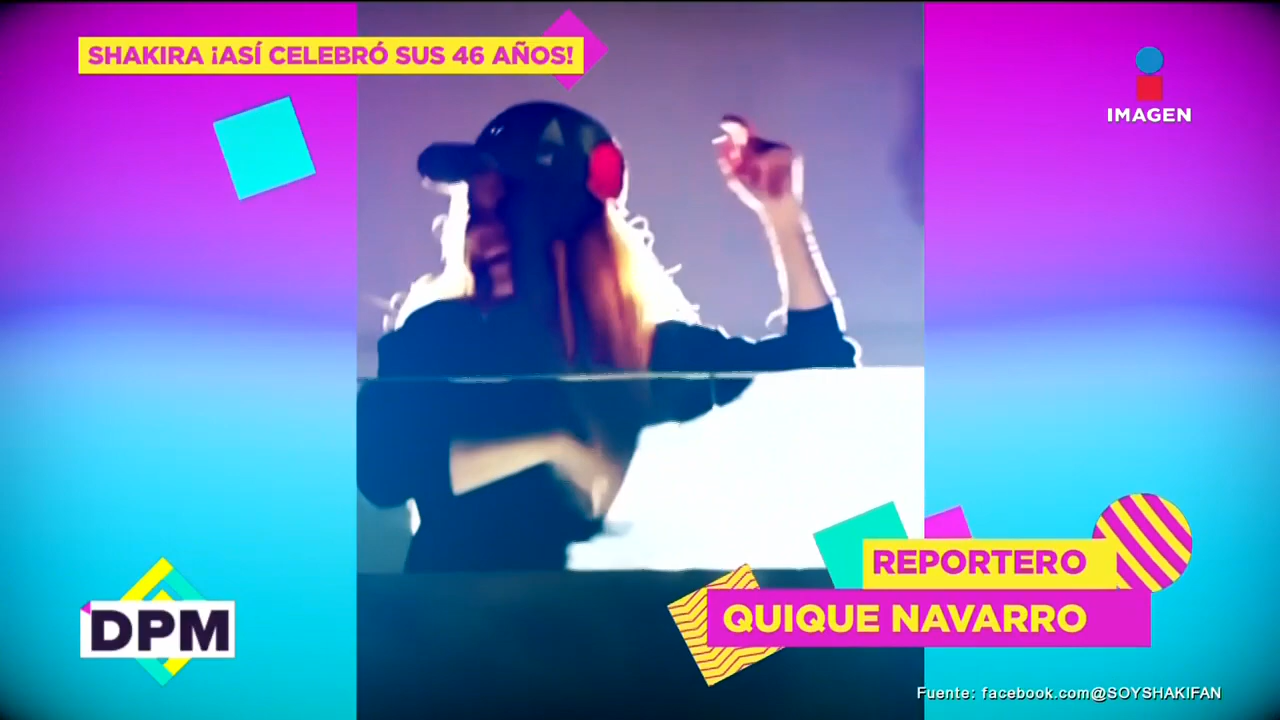 SHAKIRA ¡ASÍ CELEBRÓ SUS 46 AÑOS!
IMAGEN
REPORTERO
QUIQUE NAVARRO
DPM
Fuente: facebook.com@SOYSHAKIFAN